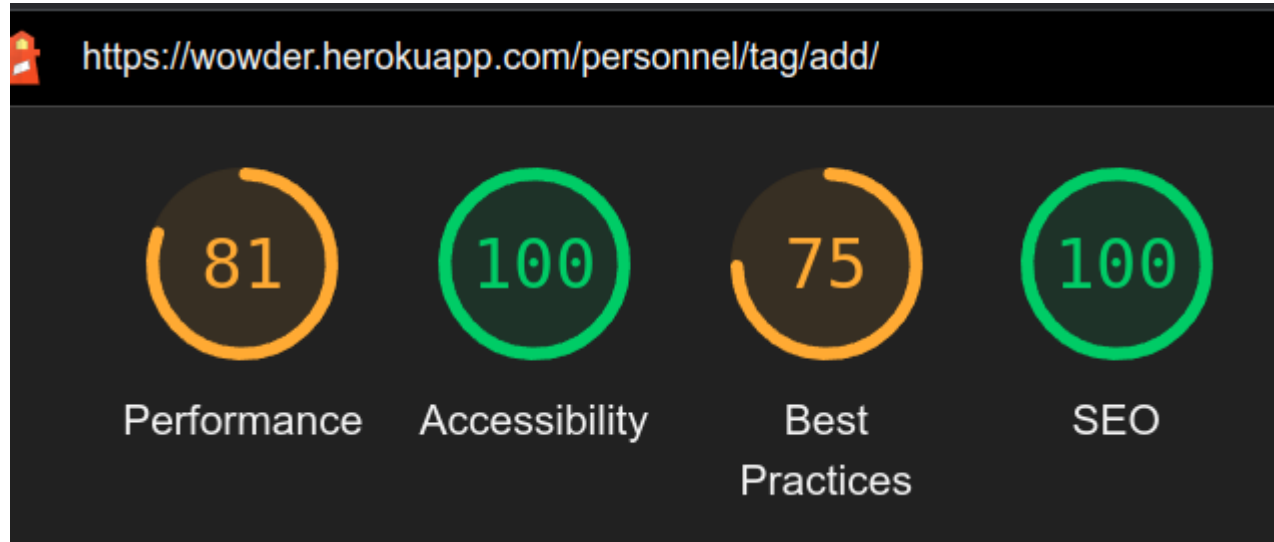 https://wowder.herokuapp.com/personnel/tag/add/
81
100
75
100
Performance
Accessibility
Best
Practices
SEO